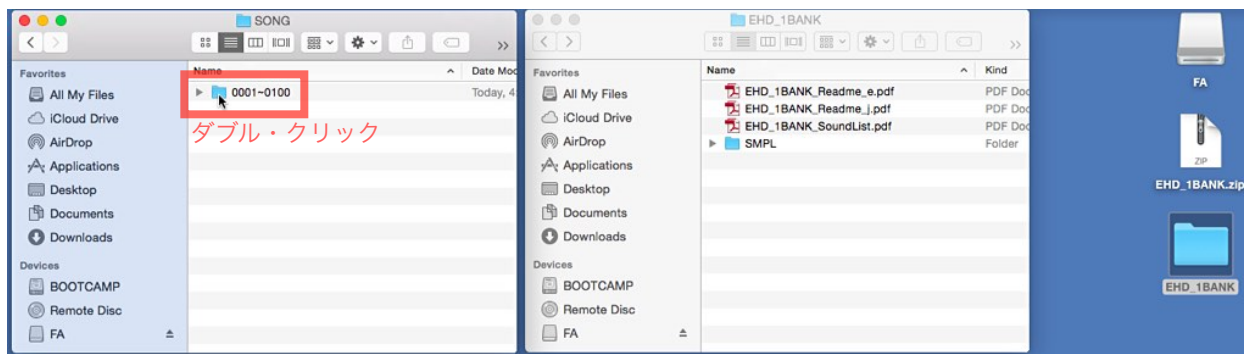 SONG
Name
Date Mod
Favorites
All My Files
iCloud Drive
AirDrop
Applications
Desktop
Documents
Downloads
Devices
BOOTCAMP
Remote Disc
FA
0001~0100
Today, 4:
ダブル・クリック
EHD_1BANK
Name
Kind
Favorites
All My Files
iCloud Drive
AirDrop
Applications
Desktop
Documents
Downloads
Devices
BOOTCAMP
Remote Disc
FA
EHD_1BANK_Readme_e.pdf
PDF Doc
EHD_1BANK_Readme_j.pdf
PDF Doc
EHD_1BANK_SoundList.pdf
PDF Doc
SMPL
Folder
FA
ZIP
EHD_1BANK.zip
EHD_1BANK